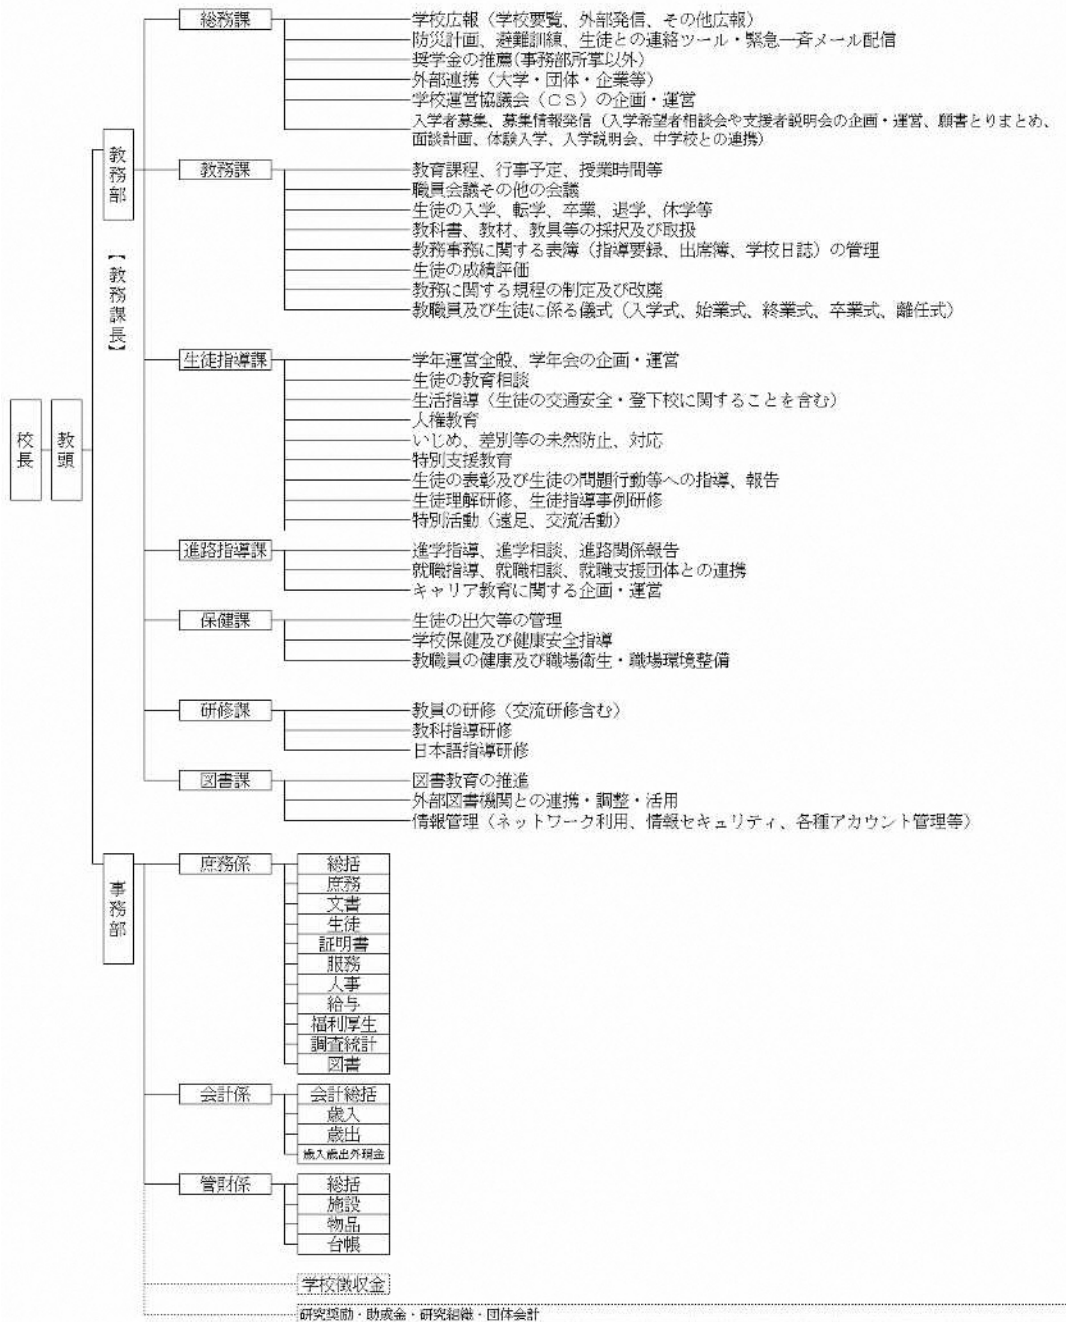 校長
教頭
教務部
【教務課長】
総務課
学校広報（学校要覧、外部発信、その他広報）
防災計画、避難訓練、生徒との連絡ツール・緊急一斉メール配信
奨学金の推薦(事務部所掌以外)
外部連携（大学・団体・企業等）
学校運営協議会（ＣＳ）の企画・運営
入学者募集、募集情報発信（入学希望者相談会や支援者説明会の企画・運営、願書とりまとめ、
面談計画、体験入学、入学説明会、中学校との連携）
教務課
教育課程、行事予定、授業時間等
職員会議その他の会議
生徒の入学、転学、卒業、退学、休学等
教科書、教材、教具等の採択及び取扱
教務事務に関する表簿（指導要録、出席簿、学校日誌）の管理
生徒の成績評価
教務に関する規程の制定及び改廃
教職員及び生徒に係る儀式（入学式、始業式、終業式、卒業式、離任式）
生徒指導課
学年運営全般、学年会の企画・運営
生徒の教育相談
生活指導（生徒の交通安全・登下校に関することを含む）
人権教育
いじめ、差別等の未然防止、対応
特別支援教育
生徒の表彰及び生徒の問題行動等への指導、報告
生徒理解研修、生徒指導事例研修
特別活動（遠足、交流活動）
進路指導課
進学指導、進学相談、進路関係報告
就職指導、就職相談、就職支援団体との連携
キャリア教育に関する企画・運営
保健課
生徒の出欠等の管理
学校保健及び健康安全指導
教職員の健康及び職場衛生・職場環境整備
研修課
教員の研修（交流研修含む）
教科指導研修
日本語指導研修
図書課
図書教育の推進
外部図書機関との連携・調整・活用
情報管理（ネットワーク利用、情報セキュリティ、各種アカウント管理等）
事務部
庶務係
総括
庶務
文書
生徒
証明書
服務
人事
給与
福利厚生
調査統計
図書
会計係
会計総括
歳入
歳出
歳入歳出外現金
管財係
総括
施設
物品
台帳
学校徴収金
研究奨励・助成金・研究組織・団体会計